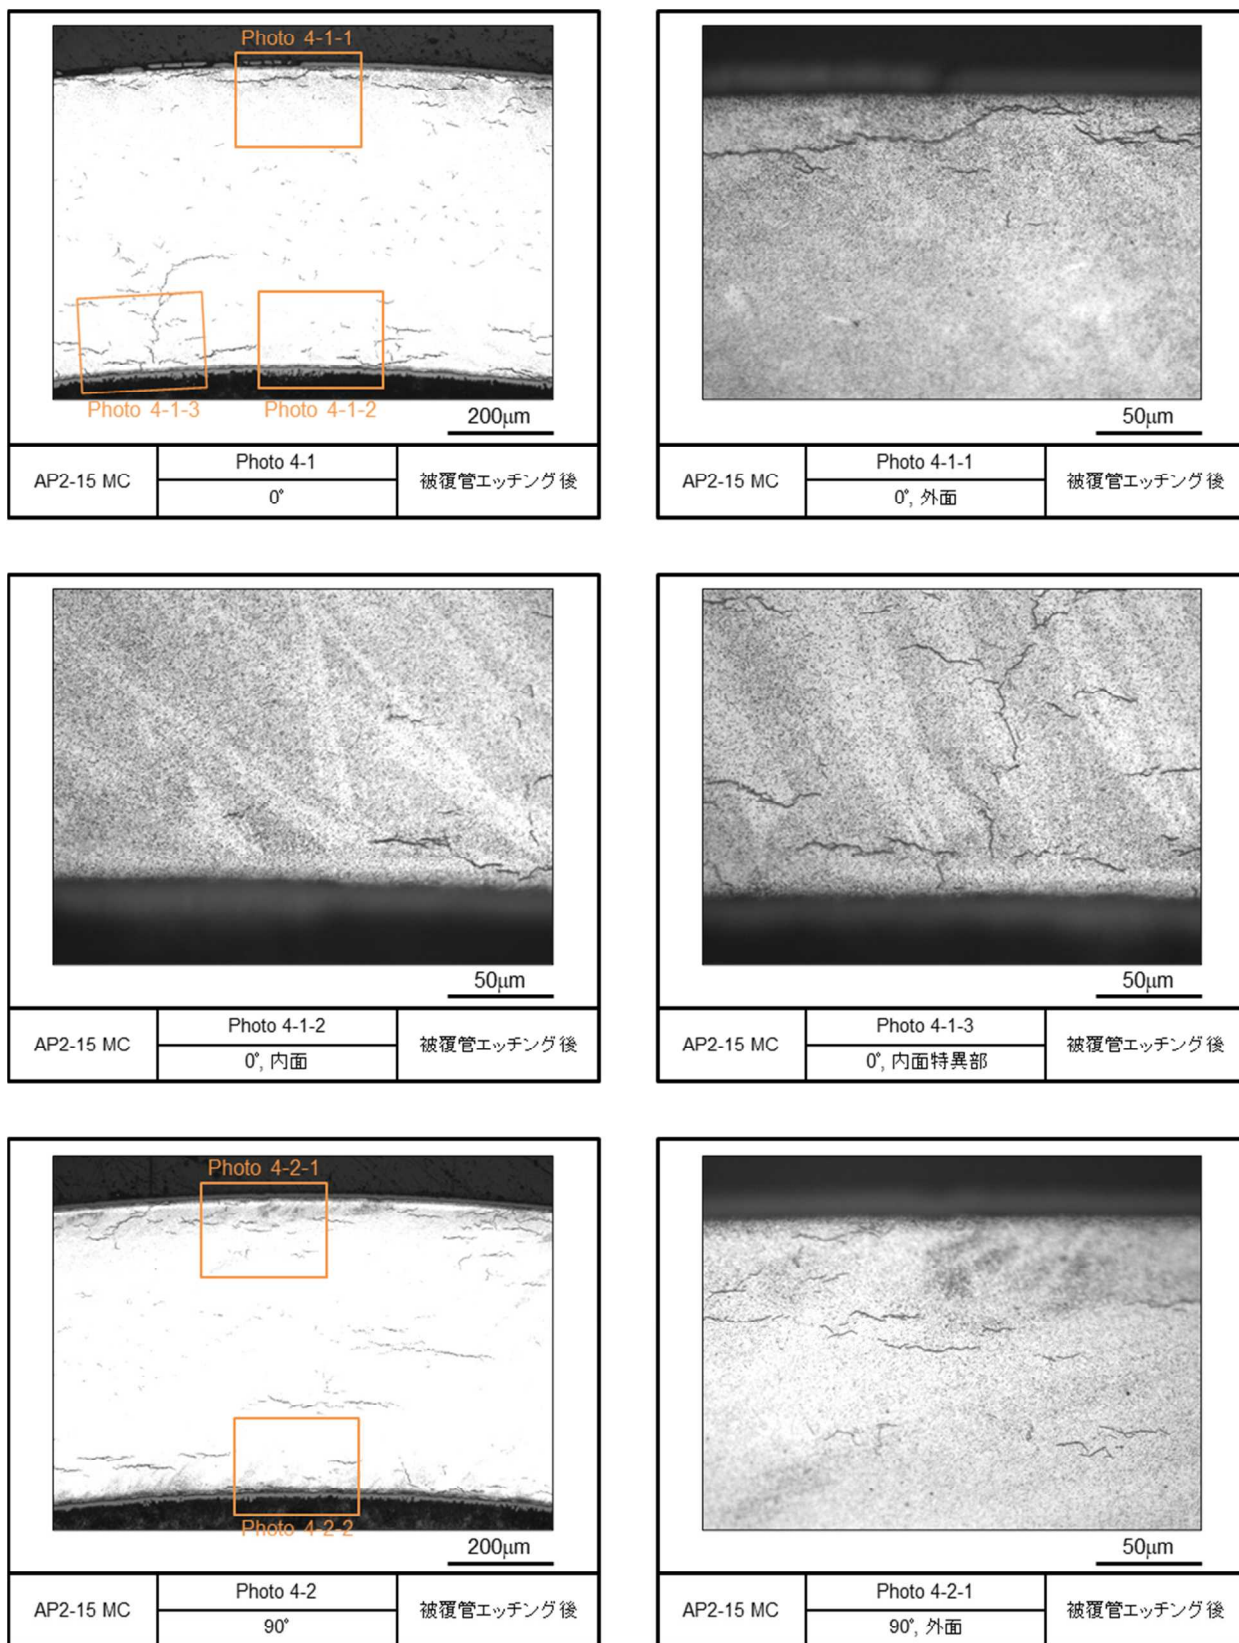 Photo 4-1-1
Photo 4-1-3
Photo 4-1-2
200μm
AP2-15 MC
Photo 4-1
0°
被覆管エッチング後
50μm
AP2-15 MC
Photo 4-1-1
0°, 外面
被覆管エッチング後
50μm
AP2-15 MC
Photo 4-1-2
0°, 内面
被覆管エッチング後
50μm
AP2-15 MC
Photo 4-1-3
0°, 内面特異部
被覆管エッチング後
Photo 4-2-1
Photo 4-2-2
200μm
AP2-15 MC
Photo 4-2
90°
被覆管エッチング後
50μm
AP2-15 MC
Photo 4-2-1
90°, 外面
被覆管エッチング後